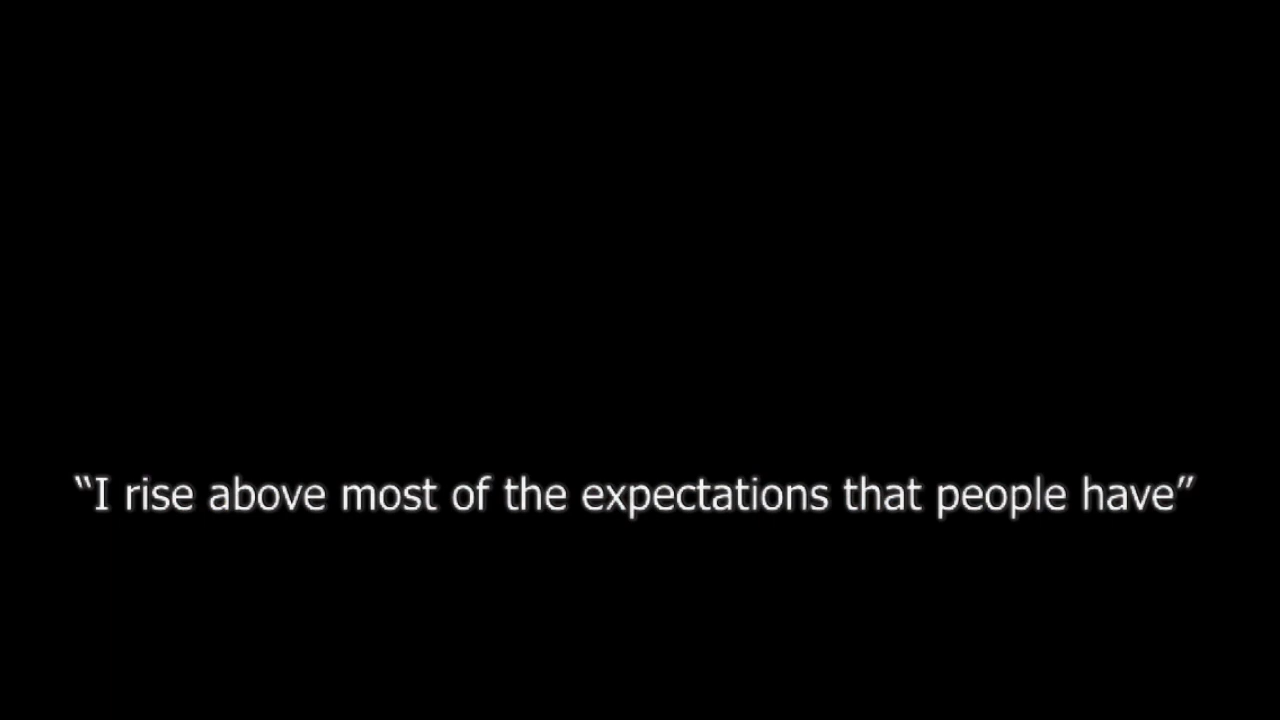 “I rise above most of the expectations that people have”